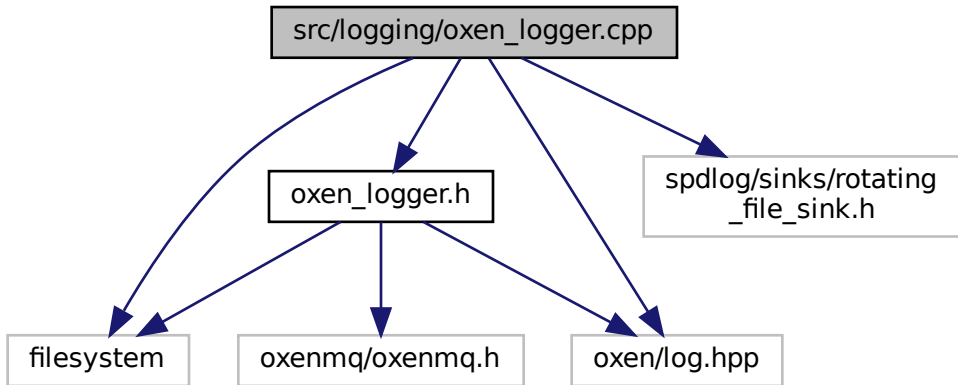 src/logging/oxen_logger.cpp
oxen_logger.h
spdlog/sinks/rotating
_file_sink.h
filesystem
oxenmq/oxenmq.h
oxen/log.hpp